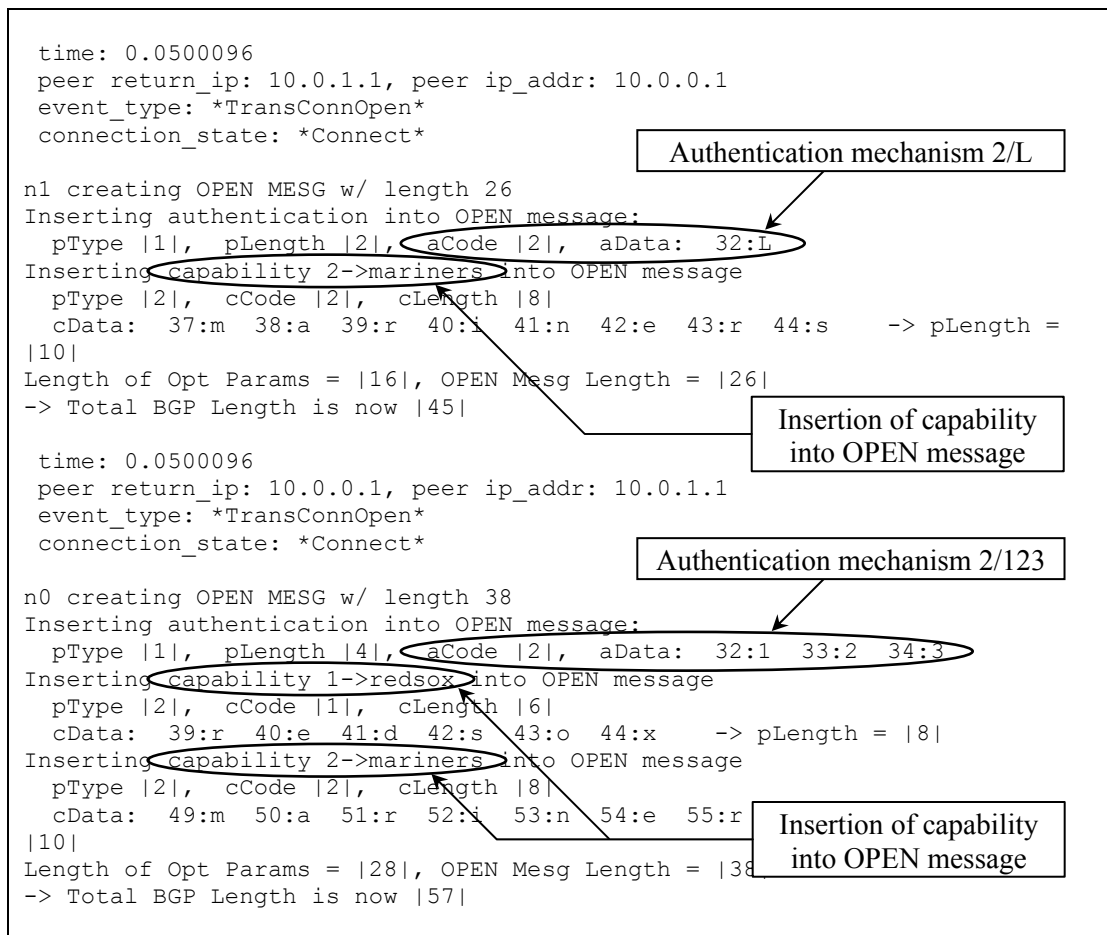 time: 0.0500096
peer return_ip: 10.0.1.1, peer ip_addr: 10.0.0.1
event_type: *TransConnOpen*
connection_state: *Connect*
Authentication mechanism 2/L
n1 creating OPEN MESG w/ length 26
Inserting authentication into OPEN message:
pType |1|, pLength |2|, aCode |2|, aData: 32:L
Inserting capability 2->mariners into OPEN message
pType |2|, cCode |2|, cLength |8|
cData: 37:m 38:a 39:r 40:i 41:n 42:e 43:r 44:s -> pLength =
|10|
Length of Opt Params = |16|, OPEN Mesg Length = |26|
-> Total BGP Length is now |45|
Insertion of capability
into OPEN message
time: 0.0500096
peer return_ip: 10.0.0.1, peer ip_addr: 10.0.1.1
event_type: *TransConnOpen*
connection_state: *Connect*
Authentication mechanism 2/123
n0 creating OPEN MESG w/ length 38
Inserting authentication into OPEN message:
pType |1|, pLength |4|, aCode |2|, aData: 32:1 33:2 34:3
Inserting capability 1->redsox into OPEN message
pType |2|, cCode |1|, cLength |6|
cData: 39:r 40:e 41:d 42:s 43:o 44:x -> pLength = |8|
Inserting capability 2->mariners into OPEN message
pType |2|, cCode |2|, cLength |8|
cData: 49:m 50:a 51:r 52:i 53:n 54:e 55:r
|10|
Length of Opt Params = |28|, OPEN Mesg Length = |38
-> Total BGP Length is now |57|
Insertion of capability
into OPEN message